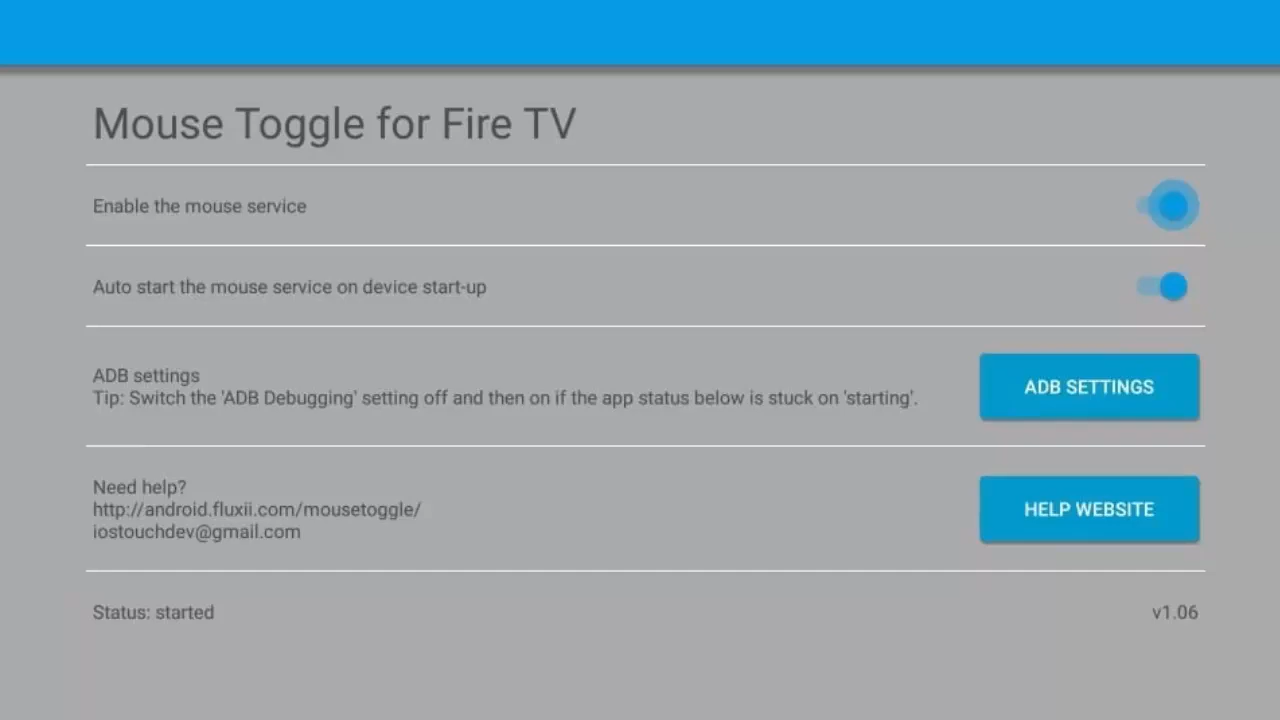 Mouse Toggle for Fire TV
Enable the mouse service
Auto start the mouse service on device start-up
ADB settings
Tip: Switch the 'ADB Debugging' setting off and then on if the app status below is stuck on 'starting'.
ADB SETTINGS
Need help?
http://android.fluxii.com/mousetoggle/
iostouchdev@gmail.com
HELP WEBSITE
Status: started
v1.06